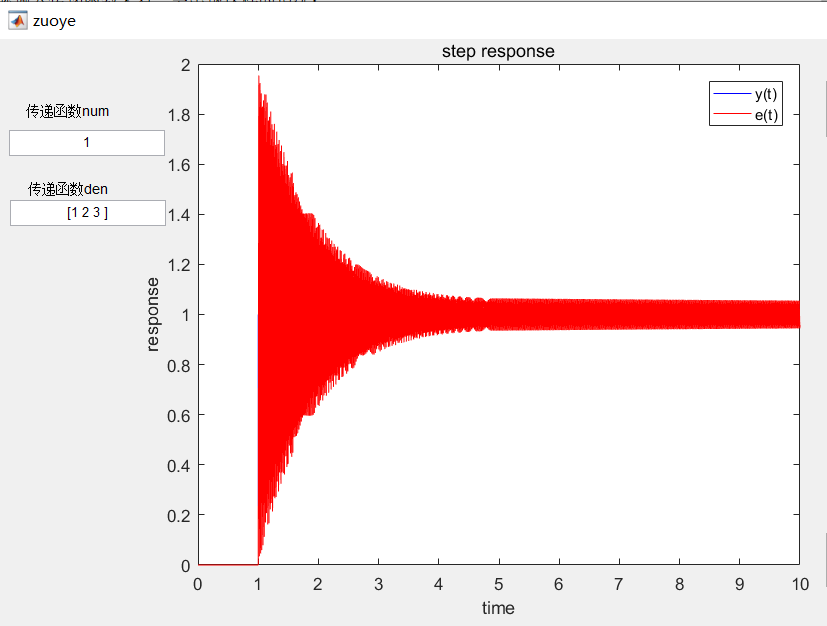 zuoye
step response
传递函数num
1
传递函数den
[1 2 3 ]
y(t)
e(t)
response
2
1.8
1.6
1.4
1.2
1
0.8
0.6
0.4
0.2
0
0 1 2 3 4 5 6 7 8 9 10
time